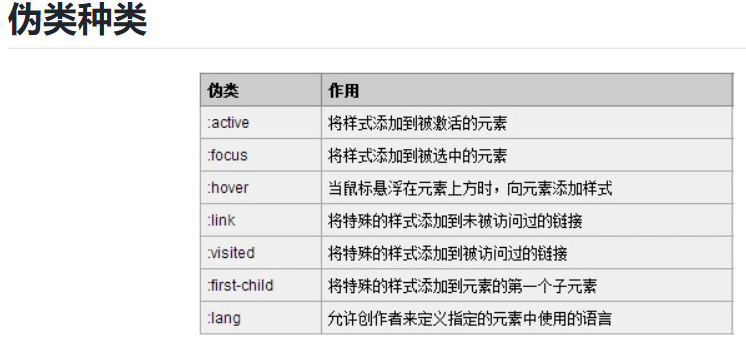 伪类种类
伪类 作用
:active 将样式添加到被激活的元素
:focus 将样式添加到被选中的元素
:hover 当鼠标悬浮在元素上方时，向元素添加样式
:link 将特殊的样式添加到未被访问过的链接
:visited 将特殊的样式添加到被访问过的链接
:first-child 将特殊的样式添加到元素的第一个子元素
:lang 允许创作者来定义指定的元素中使用的语言